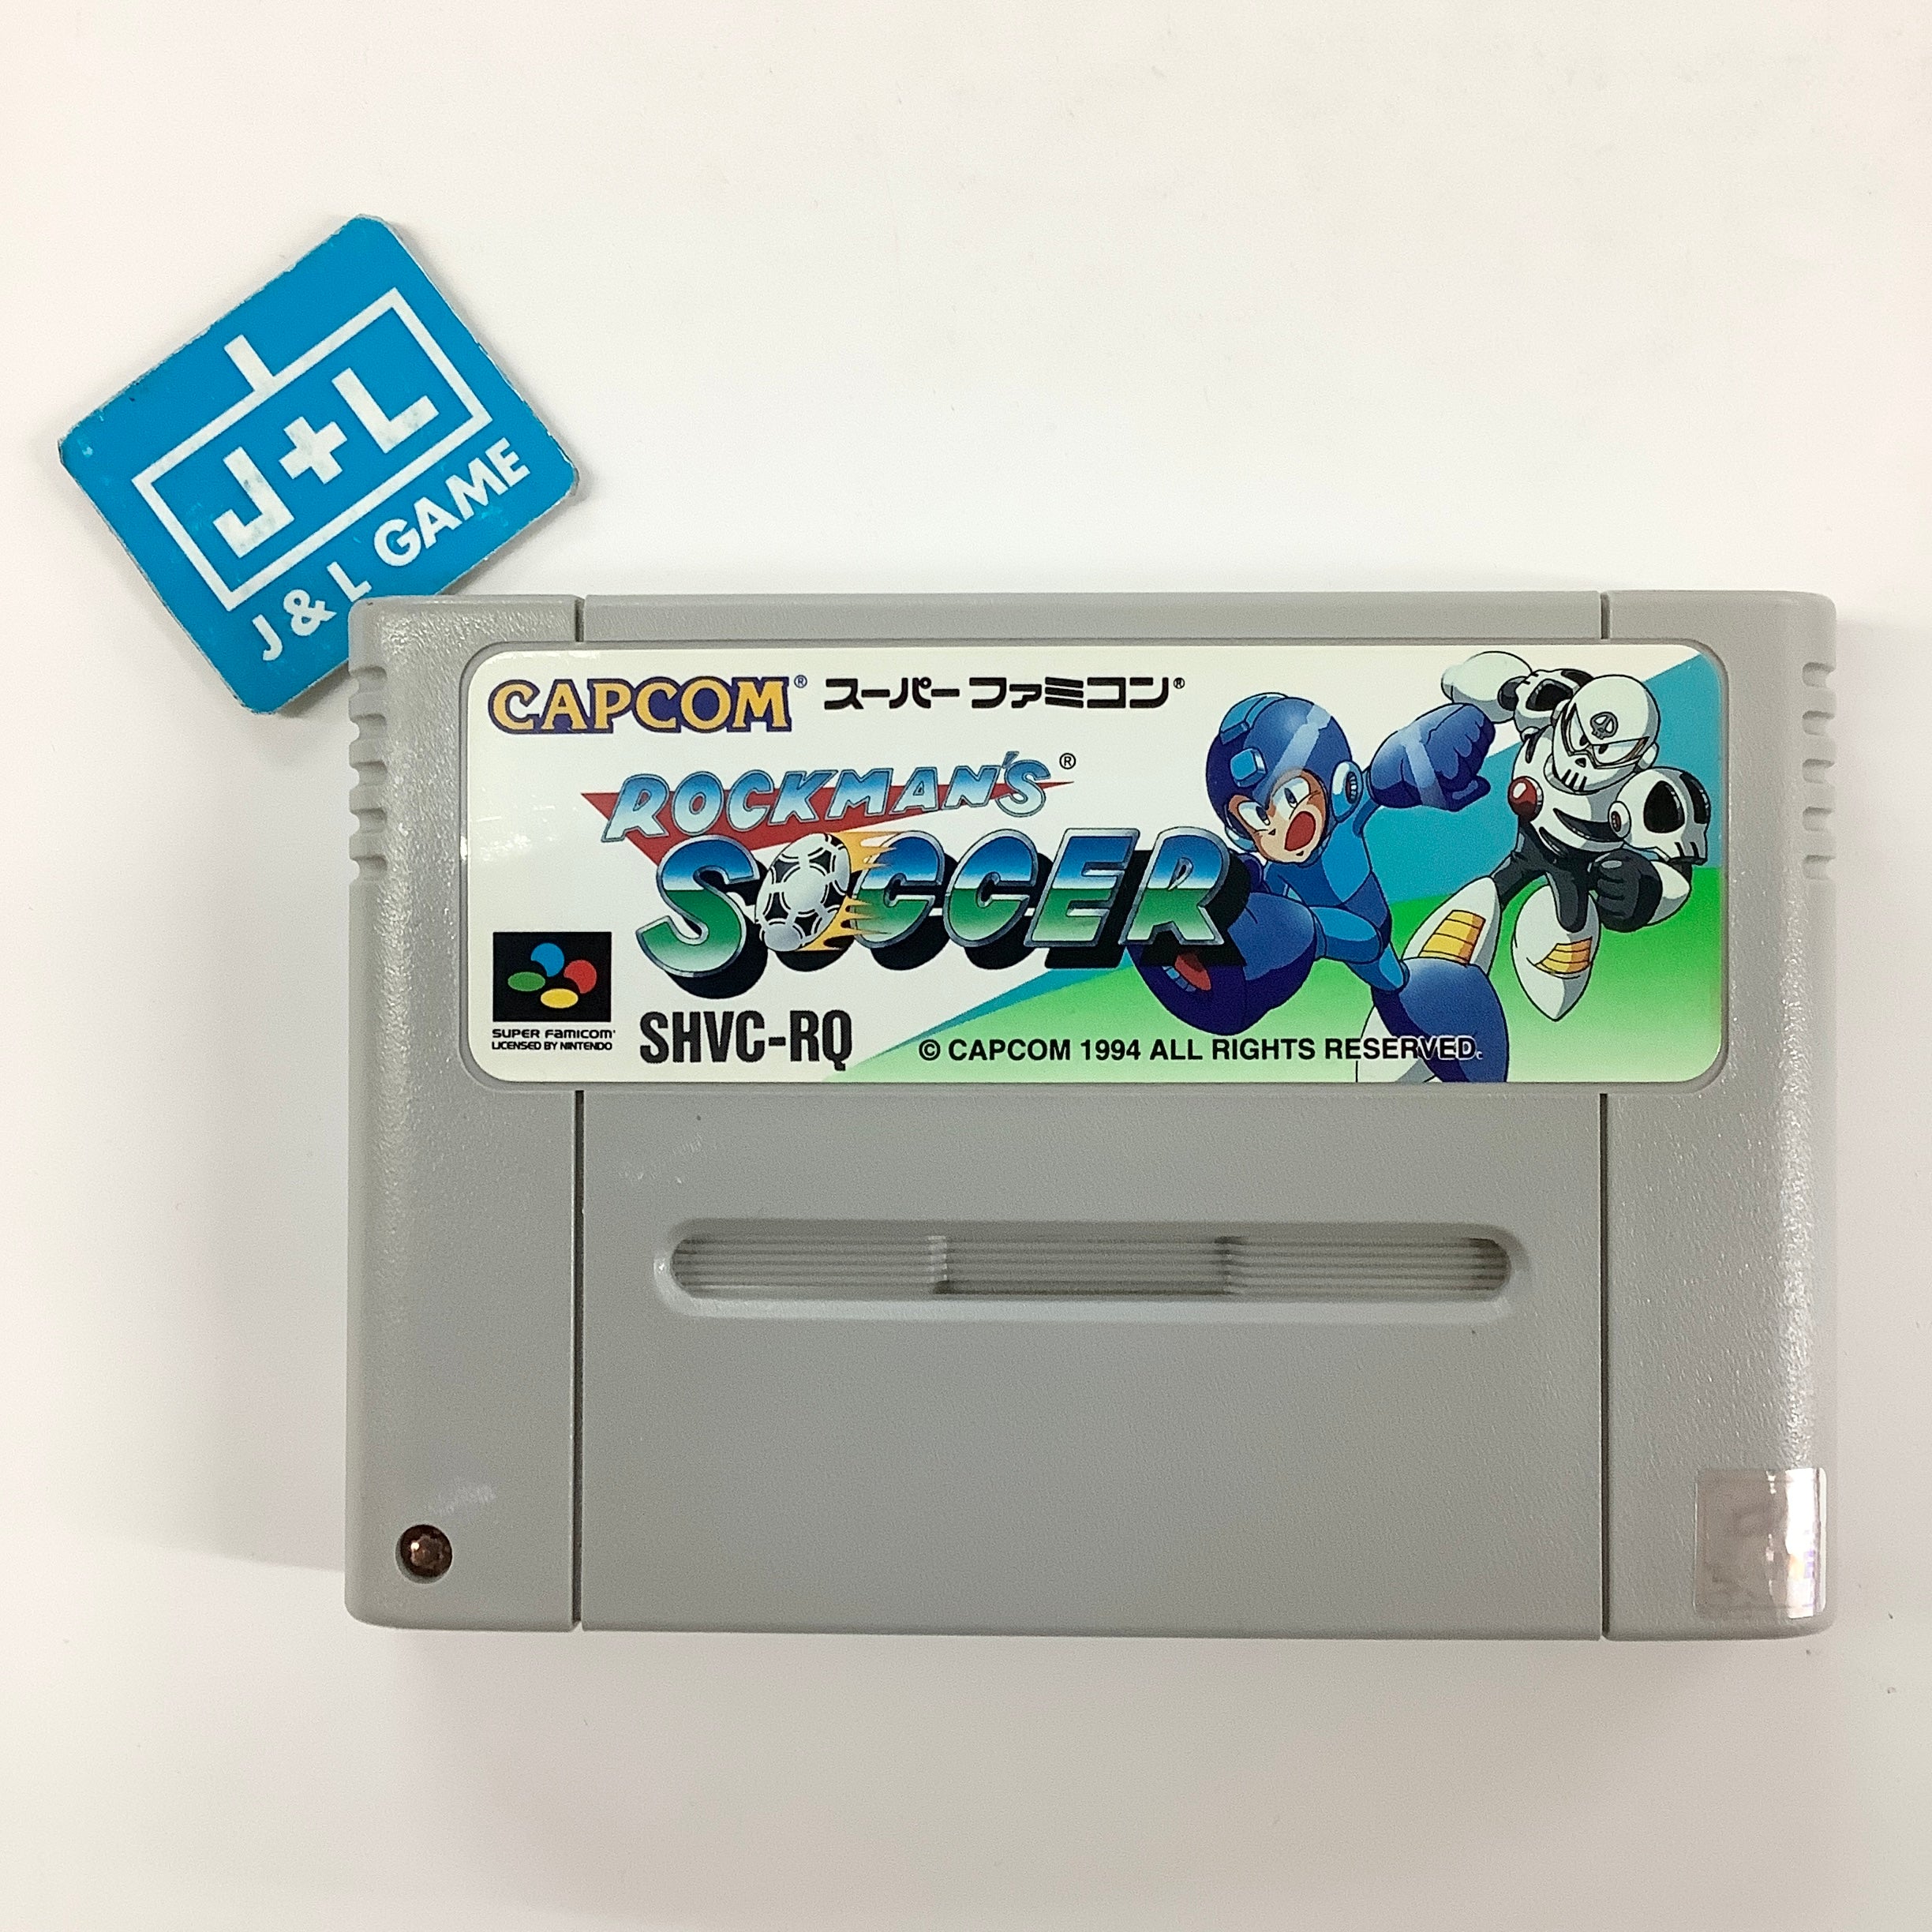 J+L
J & L GAME
CAPCOM® スーパーファミコン®
ROCKMAN'S®
SOCCER
SUPER FAMICOM
LICENSED BY NINTENDO
SHVC-RQ
© CAPCOM 1994 ALL RIGHTS RESERVED.